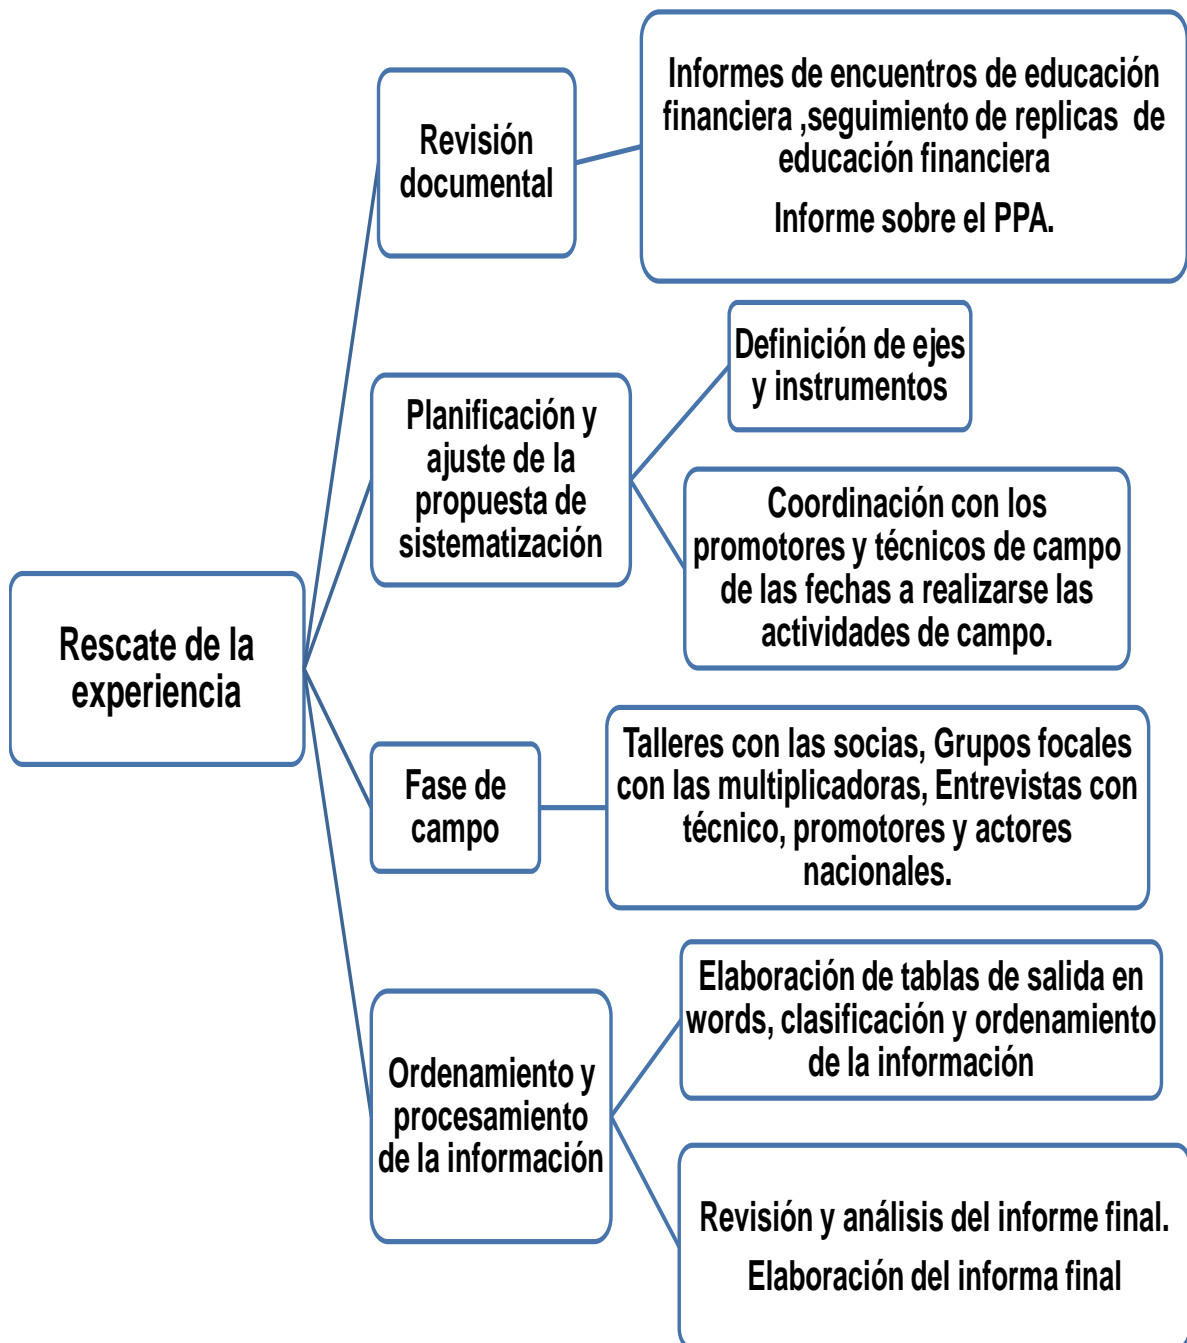 Rescate de la
experiencia
Revisión
documental
Informes de encuentros de educación
financiera ,seguimiento de replicas de
educación financiera
Informe sobre el PPA.
Planificación y
ajuste de la
propuesta de
sistematización
Definición de ejes
y instrumentos
Coordinación con los
promotores y técnicos de campo
de las fechas a realizarse las
actividades de campo.
Fase de
campo
Talleres con las socias, Grupos focales
con las multiplicadoras, Entrevistas con
técnico, promotores y actores
nacionales.
Ordenamiento y
procesamiento
de la información
Elaboración de tablas de salida en
words, clasificación y ordenamiento
de la información
Revisión y análisis del informe final.
Elaboración del informa final